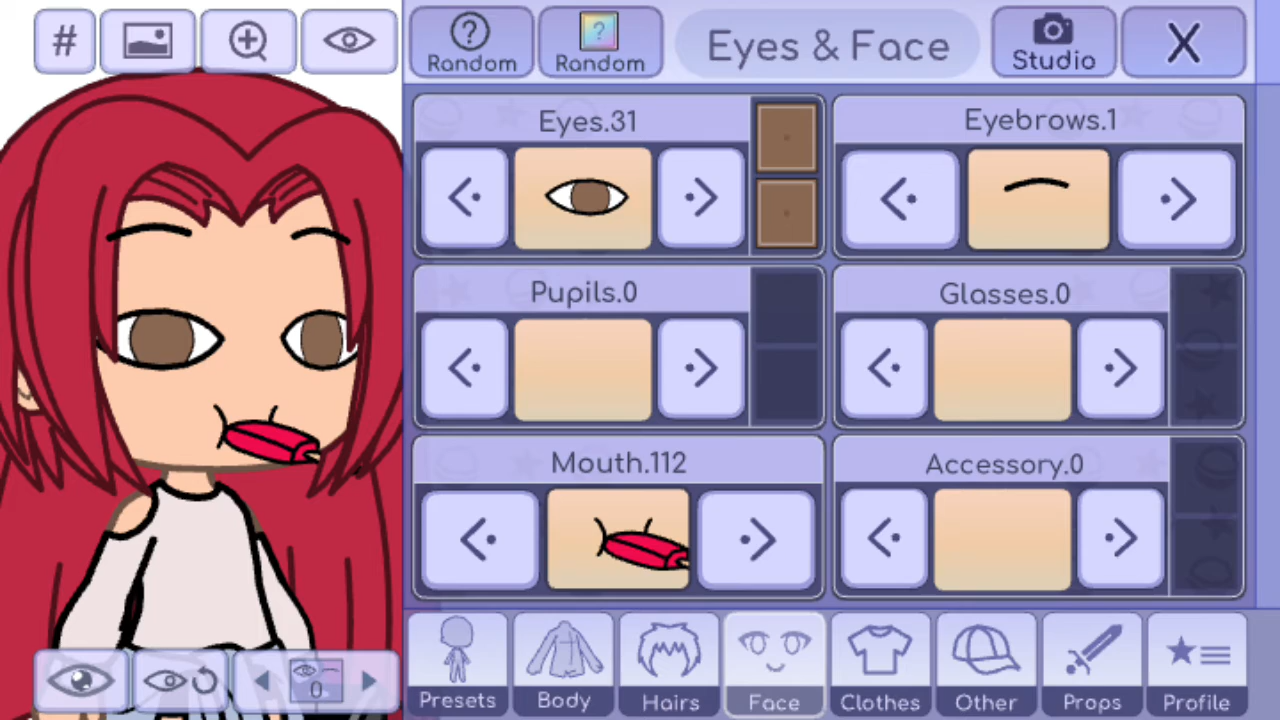 #
? Random
? Random
Eyes & Face
Studio
X
Eyes.31
Eyebrows.1
Pupils.0
Glasses.0
Mouth.112
Accessory.0
0
Presets
Body
Hairs
Face
Clothes
Other
Props
Profile